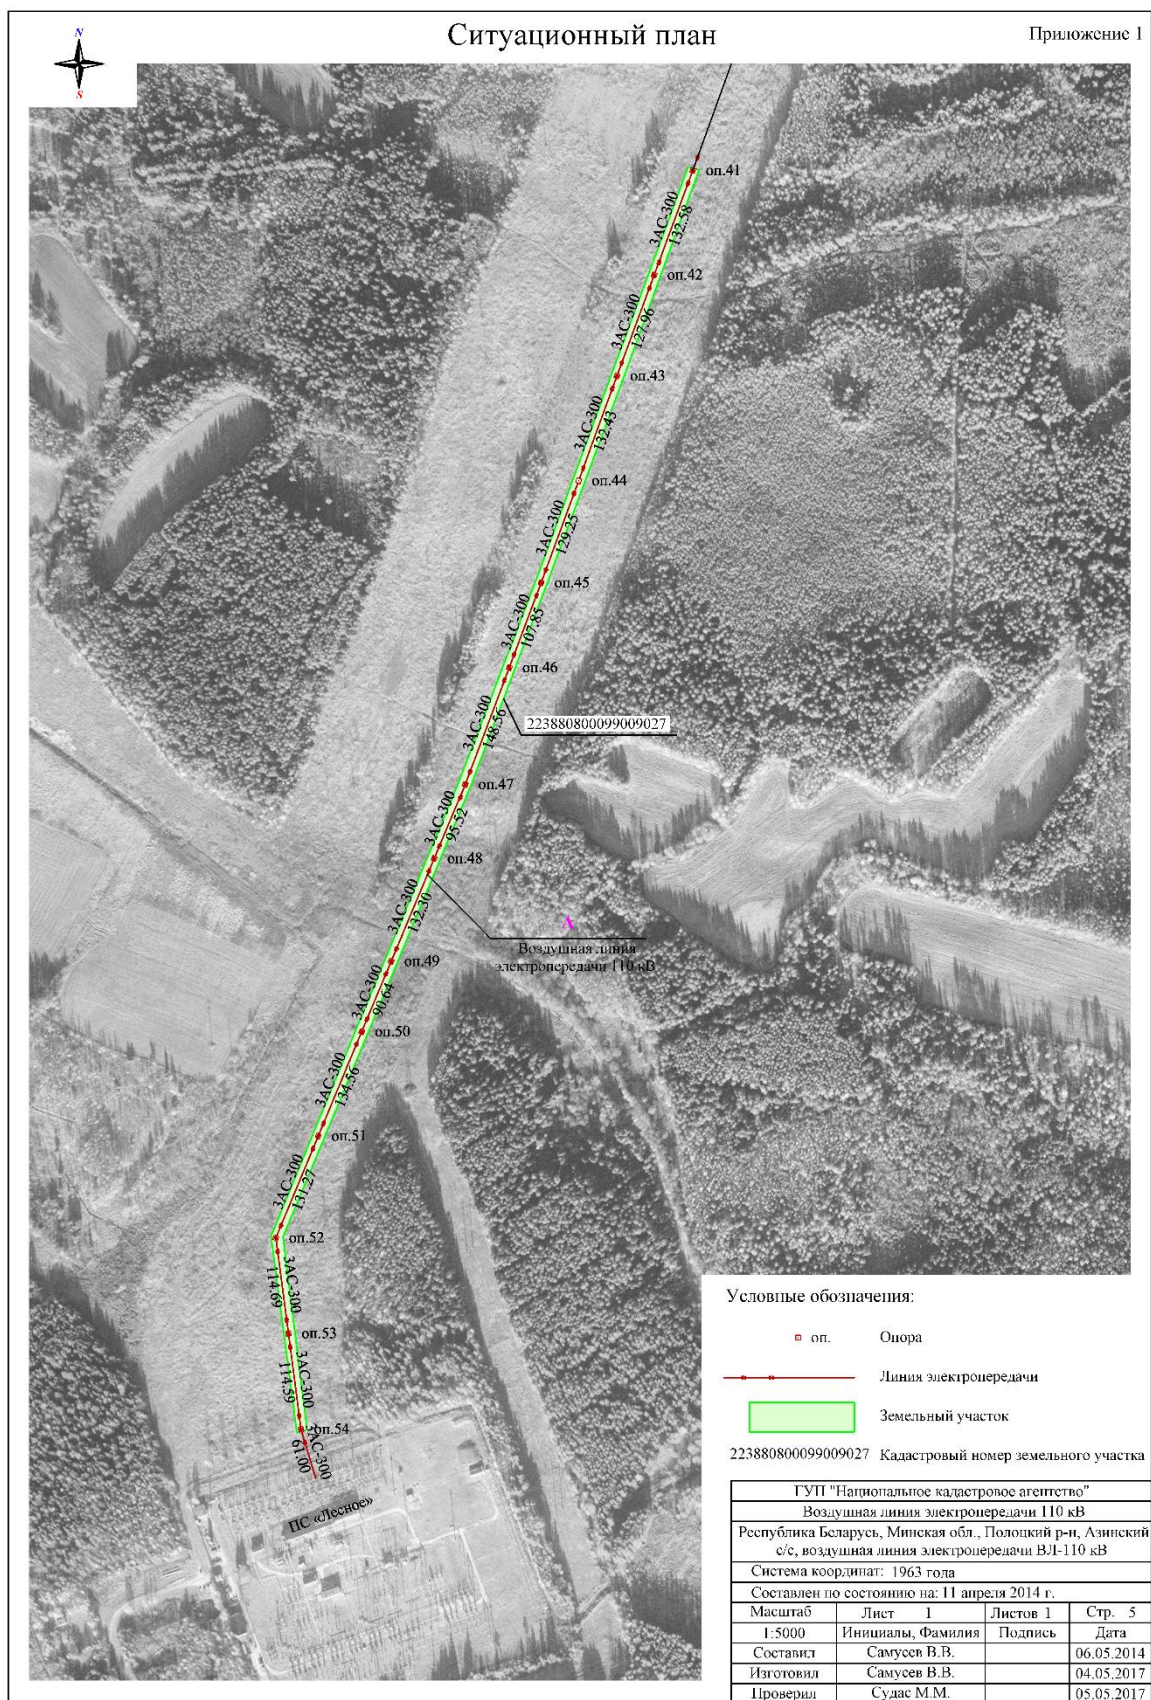 N
S
Ситуационный план
Приложение 1
оп.41
3АС-300
132.58
оп.42
3АС-300
127.96
оп.43
3АС-300
132.43
оп.44
3АС-300
129.25
оп.45
3АС-300
107.85
оп.46
3АС-300
148.56
223880800099009027
оп.47
3АС-300
95.52
оп.48
3АС-300
132.30
А
Воздушная линия
электропередачи 110 кВ
оп.49
3АС-300
90.64
оп.50
3АС-300
134.56
оп.51
3АС-300
131.27
оп.52
3АС-300
114.69
оп.53
3АС-300
114.59
оп.54
3АС-300
61.00
ПС «Лесное»
Условные обозначения:
оп. Опора
Линия электропередачи
Земельный участок
223880800099009027 Кадастровый номер земельного участка
ГУП "Национальное кадастровое агентство"
Воздушная линия электропередачи 110 кВ
Республика Беларусь, Минская обл., Полоцкий р-н, Азинский
с/с, воздушная линия электропередачи ВЛ-110 кВ
Система координат: 1963 года
Составлен по состоянию на: 11 апреля 2014 г.
Масштаб Лист 1 Листов 1 Стр. 5
1:5000 Инициалы, Фамилия Подпись Дата
Составил Самусев В.В. 06.05.2014
Изготовил Самусев В.В. 04.05.2017
Проверил Судас М.М. 05.05.2017